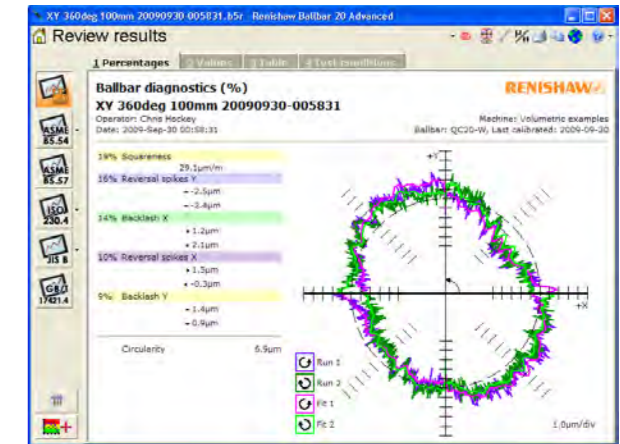 XY 360deg 100mm 20090930 005831.b5r Renishaw Ballbar 20 Advanced
Review results
1 Percentages 2 Values 3 Table 4 Test conditions
Ballbar diagnostics (%)
RENISHAW
XY 360deg 100mm 20090930-005831
Operator: Chris Hockey
Machine: Volumetric examples
Date: 2009-Sep-30 00:58:31
Ballbar: QC20-W, Last calibrated: 2009-09-30
ASME B5.54
ASME B5.57
ISO 230.4
JIS B
GB/T 17421.4
19% Squareness
29.1µm/m
16% Reversal spikes Y
-2.5µm
-3.4µm
14% Backlash X
1.2µm
2.1µm
10% Reversal spikes X
1.3µm
-0.3µm
9% Backlash Y
1.4µm
0.9µm
Circularity 6.9µm
+Y
+X
Run 1
Run 2
Fit 1
Fit 2
1.0µm/div